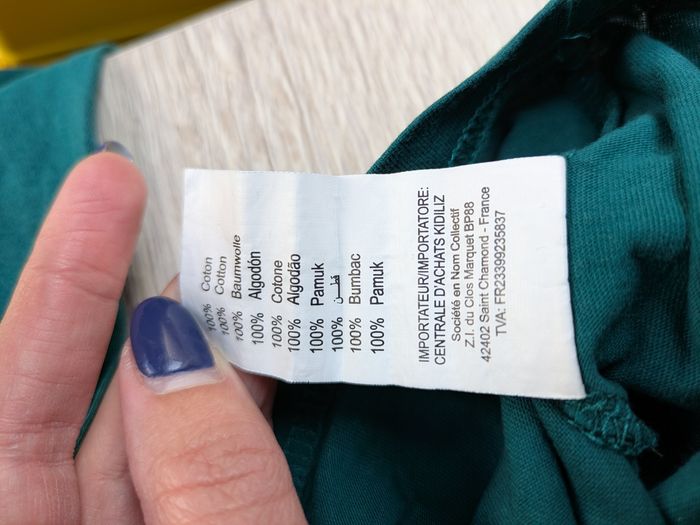 100% Coton
100% Cotton
100% Baumwolle
100% Algodón
100% Cotone
100% Algodão
100% Pamuk
100% قطن
100% Bumbac
100% Pamuk
IMPORTATEUR/IMPORTATORE:
CENTRALE D'ACHATS KIDILIZ
Société en Nom Collectif
Z.I. du Clos Marquet BP88
42402 Saint Chamond - France
TVA: FR23399235837